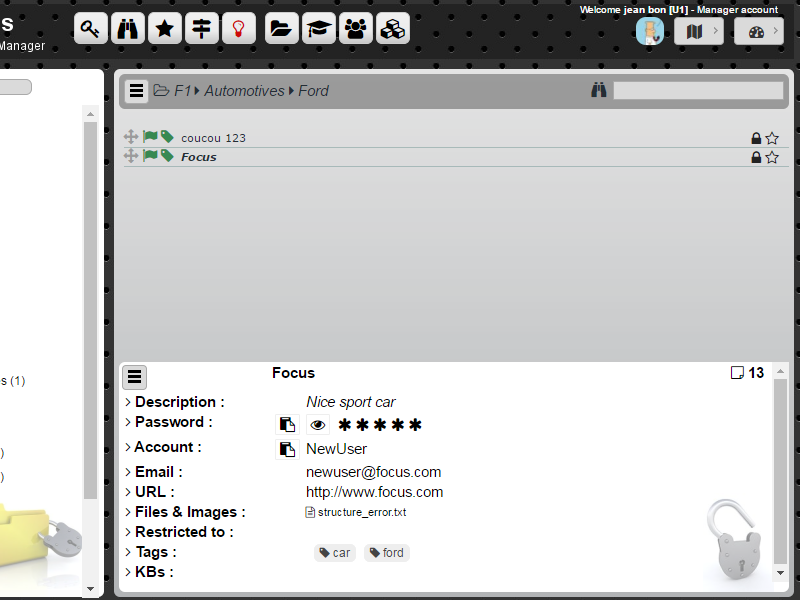 Welcome jean bon [U1] - Manager account
s
Manager
F1 Automotives Ford
coucou 123
Focus
s (1)
)
)
Focus
13
Description :
Nice sport car
Password :
* * * * *
Account :
NewUser
Email :
newuser@focus.com
URL :
http://www.focus.com
Files & Images :
structure_error.txt
Restricted to :
Tags :
car
ford
KBs :